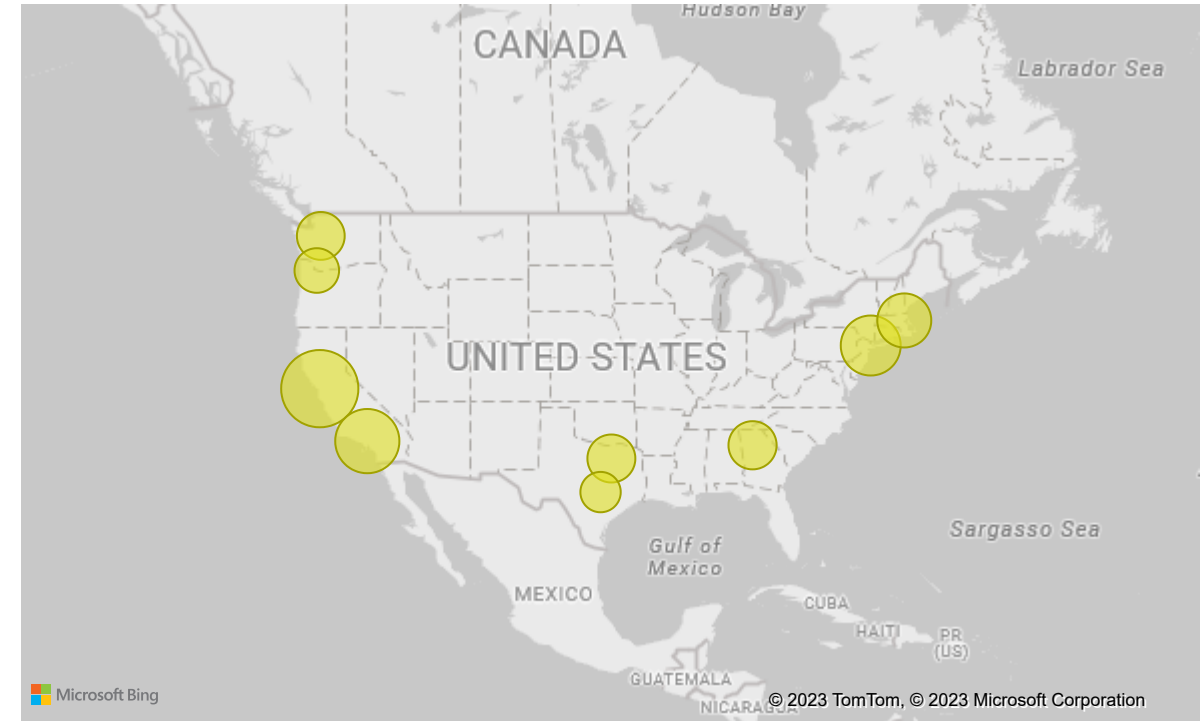 Hudson Bay
CANADA
Labrador Sea
UNITED STATES
Sargasso Sea
Gulf of
Mexico
MEXICO
CUBA
HAITI
PR
(US)
GUATEMALA
Microsoft Bing
© 2023 TomTom, © 2023 Microsoft Corporation
NICARAGUA